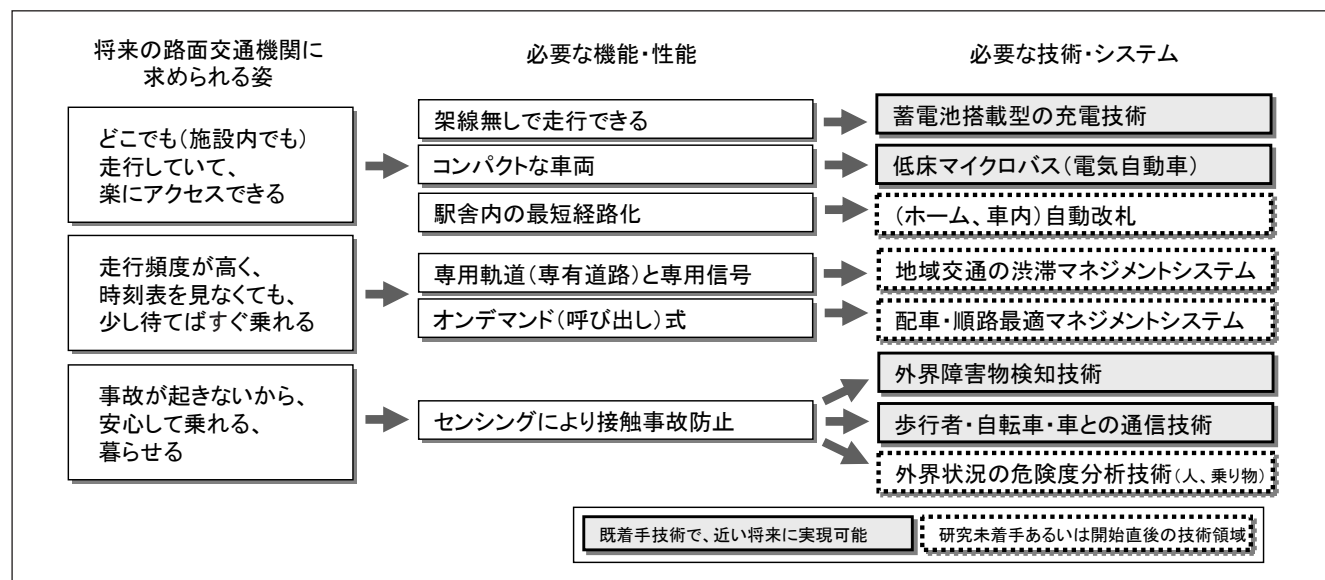 将来の路面交通機関に
求められる姿
必要な機能・性能
必要な技術・システム
どこでも（施設内でも）
走行していて、
楽にアクセスできる
架線無しで走行できる
コンパクトな車両
駅舎内の最短経路化
蓄電池搭載型の充電技術
低床マイクロバス（電気自動車）
（ホーム、車内）自動改札
走行頻度が高く、
時刻表を見なくても、
少し待てばすぐ乗れる
専用軌道（専有道路）と専用信号
オンデマンド（呼び出し）式
地域交通の渋滞マネジメントシステム
配車・順路最適マネジメントシステム
事故が起きないから、
安心して乗れる、
暮らせる
センシングにより接触事故防止
外界障害物検知技術
歩行者・自転車・車との通信技術
外界状況の危険度分析技術（人、乗り物）
既着手技術で、近い将来に実現可能
研究未着手あるいは開始直後の技術領域